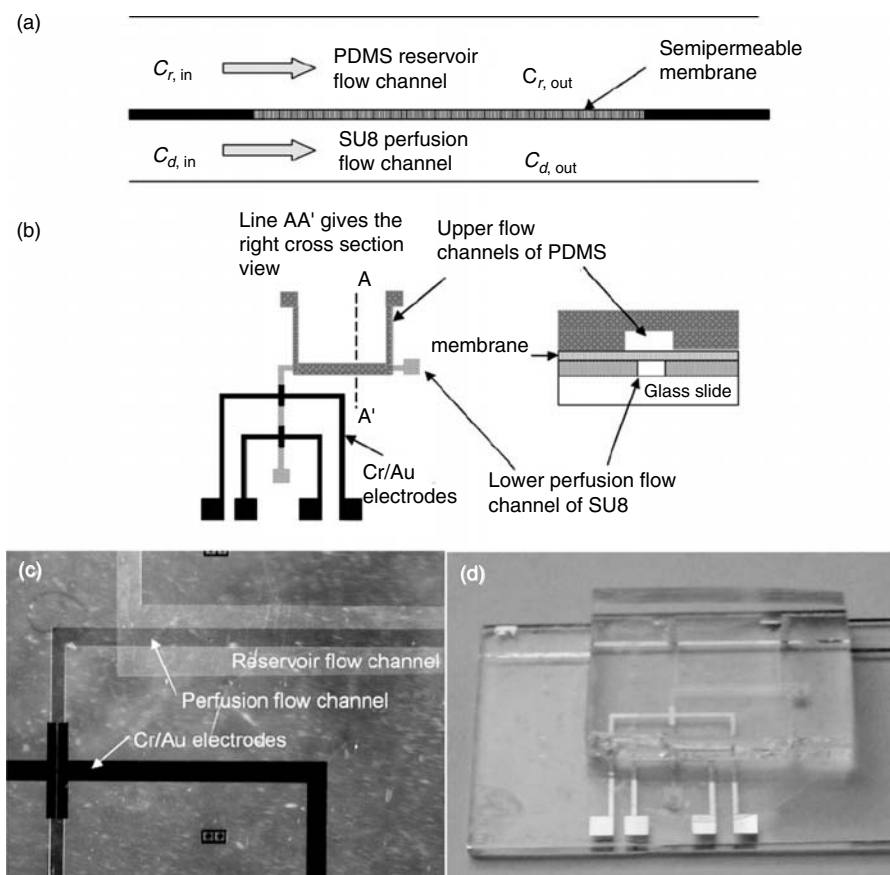 (a)
C_r, in
PDMS reservoir
flow channel
C_r, out
Semipermeable
membrane
C_d, in
SU8 perfusion
flow channel
C_d, out
(b)
Line AA' gives the
right cross section
view
A
A'
Upper flow
channels of PDMS
membrane
Glass slide
Cr/Au
electrodes
Lower perfusion flow
channel of SU8
(c)
Reservoir flow channel
Perfusion flow channel
Cr/Au electrodes
(d)